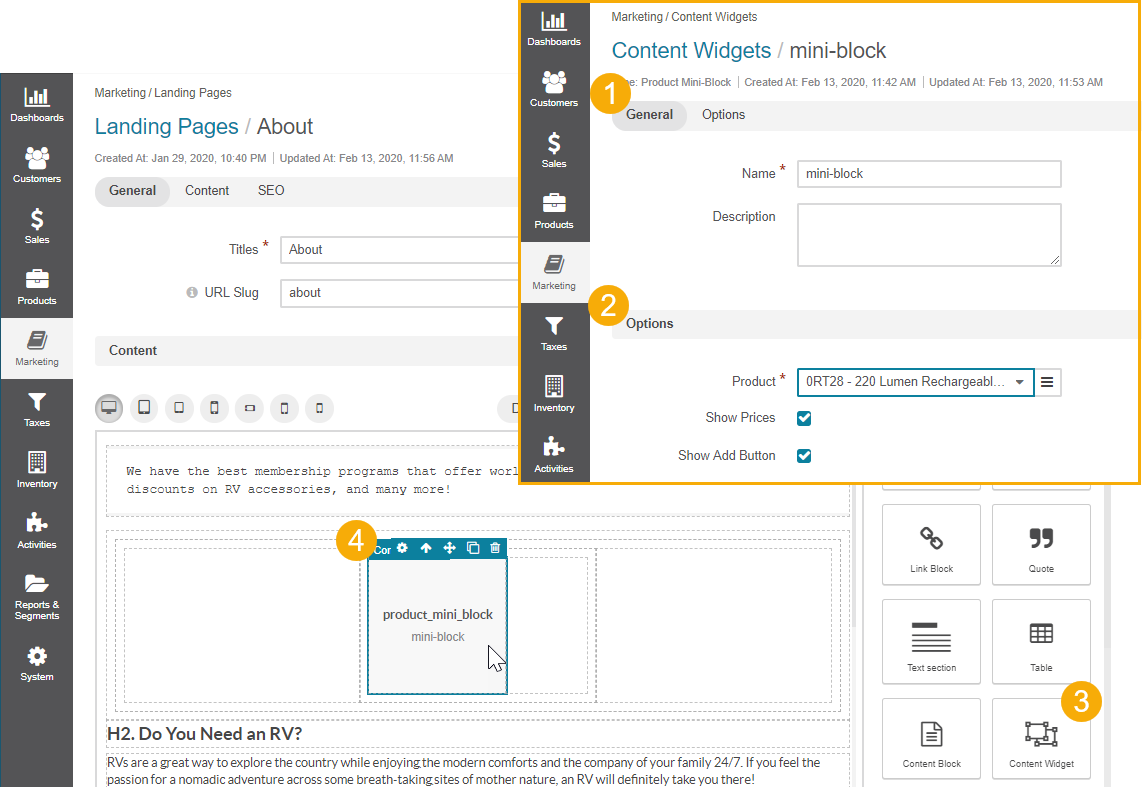 Dashboards
Customers
Sales
Products
Marketing
Taxes
Inventory
Activities
Reports &
Segments
System
Marketing / Landing Pages
Landing Pages / About
Created At: Jan 29, 2020, 10:40 PM | Updated At: Feb 13, 2020, 11:56 AM
General Content SEO
Titles * About
URL Slug about
Content
We have the best membership programs that offer worl
discounts on RV accessories, and many more!
4
Cor
product_mini_block
mini-block
H2. Do You Need an RV?
RVs are a great way to explore the country while enjoying the modern comforts and the company of your family 24/7. If you feel the
passion for a nomadic adventure across some breath-taking sites of mother nature, an RV will definitely take you there!
Dashboards
Customers
Sales
Products
Marketing
Taxes
Inventory
Activities
Marketing / Content Widgets
Content Widgets / mini-block
1
pe: Product Mini-Block | Created At: Feb 13, 2020, 11:42 AM | Updated At: Feb 13, 2020, 11:53 AM
General Options
Name * mini-block
Description
2
Options
Product * 0RT28 - 220 Lumen Rechargeabl...
Show Prices
Show Add Button
Link Block
Quote
Text section
Table
3
Content Block
Content Widget